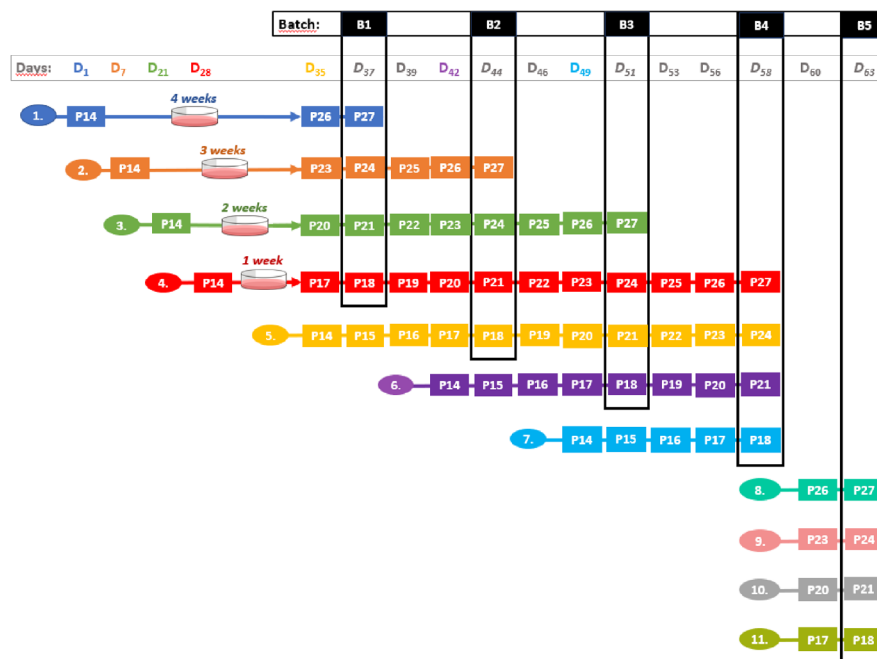 Batch: B1 B2 B3 B4 B5
Days: D1 D7 D21 D28 D35 D37 D39 D42 D44 D46 D49 D51 D53 D56 D58 D60 D63
4 weeks
1. P14 P26 P27
3 weeks
2. P14 P23 P24 P25 P26 P27
2 weeks
3. P14 P20 P21 P22 P23 P24 P25 P26 P27
1 week
4. P14 P17 P18 P19 P20 P21 P22 P23 P24 P25 P26 P27
5. P14 P15 P16 P17 P18 P19 P20 P21 P22 P23 P24
6. P14 P15 P16 P17 P18 P19 P20 P21
7. P14 P15 P16 P17 P18
8. P26 P27
9. P23 P24
10. P20 P21
11. P17 P18